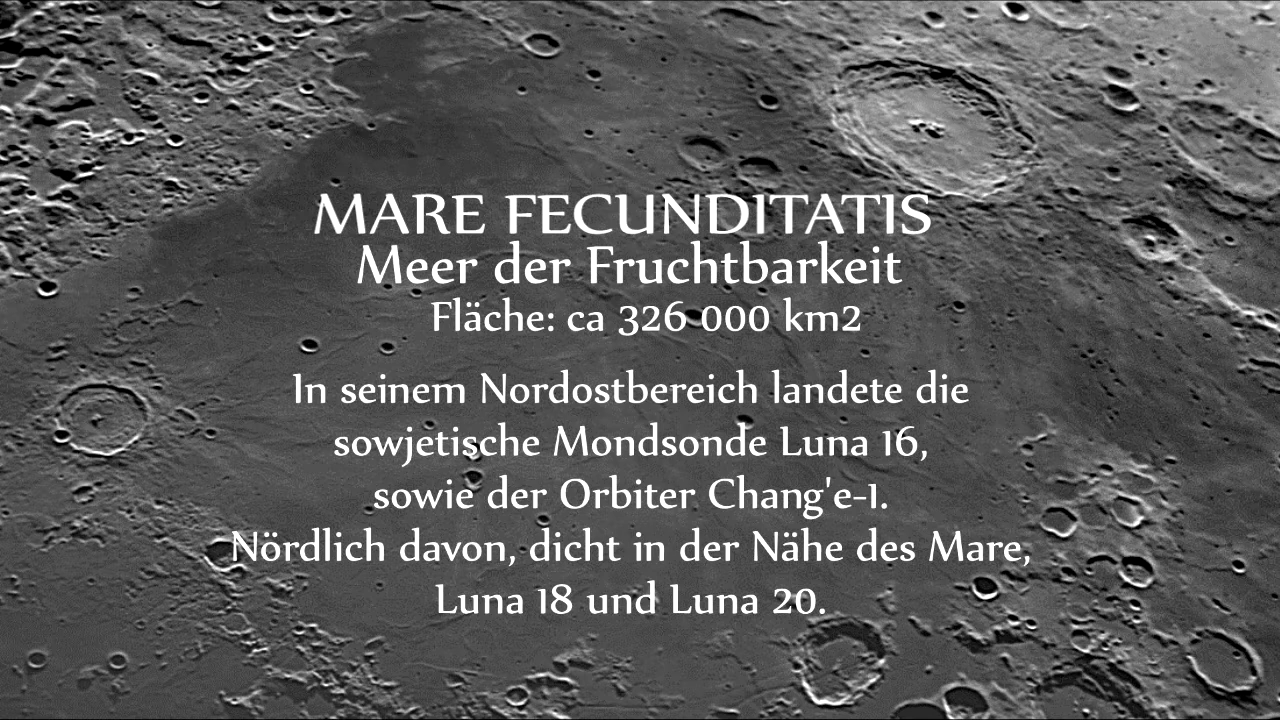 MARE FECUNDITATIS
Meer der Fruchtbarkeit
Fläche: ca 326 000 km2
In seinem Nordostbereich landete die
sowjetische Mondsonde Luna 16,
sowie der Orbiter Chang'e-1.
Nördlich davon, dicht in der Nähe des Mare,
Luna 18 und Luna 20.